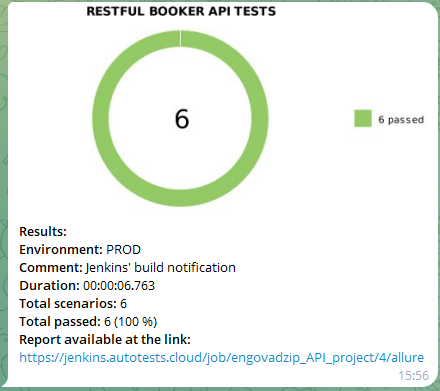 RESTFUL BOOKER API TESTS
6
6 passed
Results:
Environment: PROD
Comment: Jenkins' build notification
Duration: 00:00:06.763
Total scenarios: 6
Total passed: 6 (100 %)
Report available at the link:
https://jenkins.autotests.cloud/job/engovadzip_API_project/4/allure
15:56